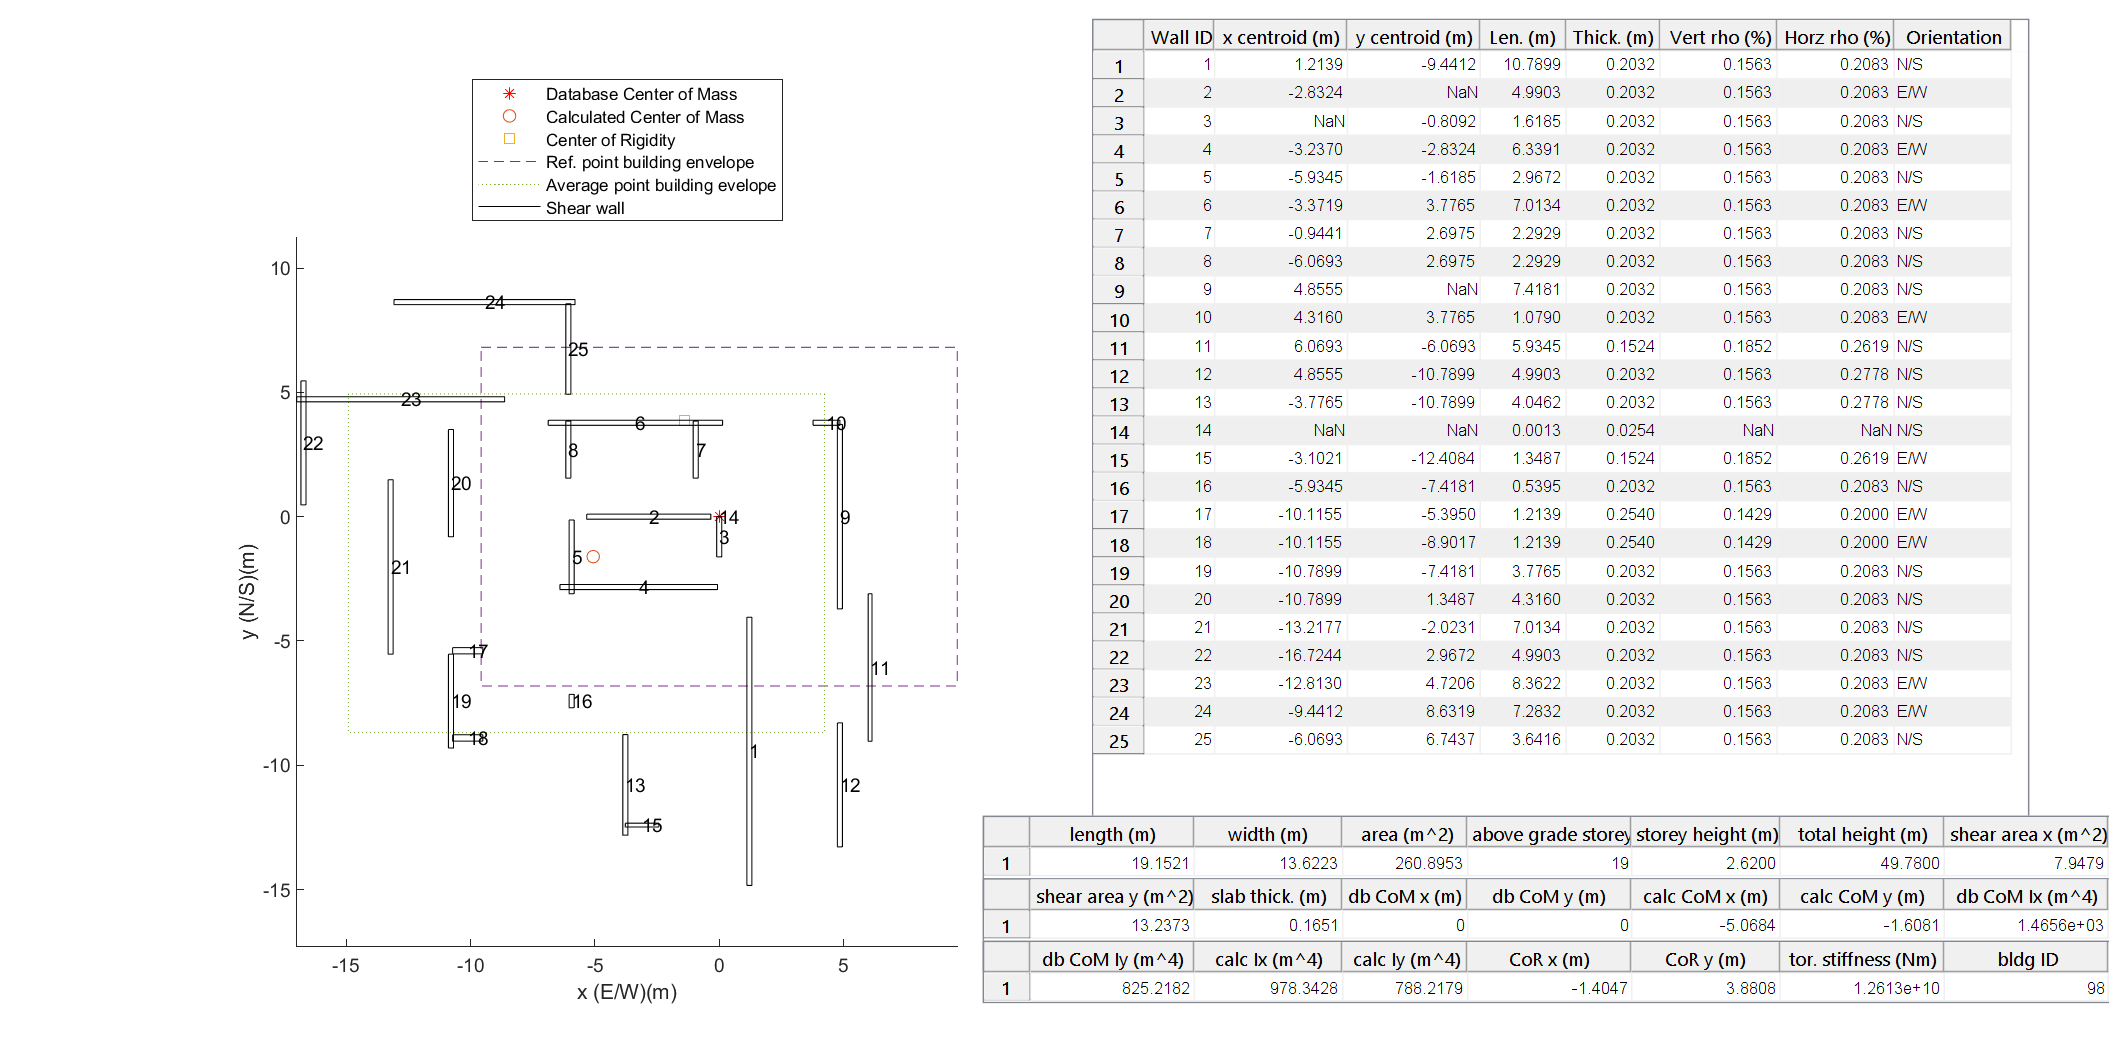 Database Center of Mass
Calculated Center of Mass
Center of Rigidity
Ref. point building envelope
Average point building evelope
Shear wall
10
5
0
-5
-10
-15
y (N/S)(m)
-15 -10 -5 0 5
x (E/W)(m)
24
25
23
22
6
10
8
7
20
2
14
9
3
5
21
4
17
11
19
16
18
1
13
12
15
Wall ID x centroid (m) y centroid (m) Len. (m) Thick. (m) Vert rho (%) Horz rho (%) Orientation
1 1 1.2139 -9.4412 10.7899 0.2032 0.1563 0.2083 N/S
2 2 -2.8324 NaN 4.9903 0.2032 0.1563 0.2083 E/W
3 3 NaN -0.8092 1.6185 0.2032 0.1563 0.2083 N/S
4 4 -3.2370 -2.8324 6.3391 0.2032 0.1563 0.2083 E/W
5 5 -5.9345 -1.6185 2.9672 0.2032 0.1563 0.2083 N/S
6 6 -3.3719 3.7765 7.0134 0.2032 0.1563 0.2083 E/W
7 7 -0.9441 2.6975 2.2929 0.2032 0.1563 0.2083 N/S
8 8 -6.0693 2.6975 2.2929 0.2032 0.1563 0.2083 N/S
9 9 4.8555 NaN 7.4181 0.2032 0.1563 0.2083 N/S
10 10 4.3160 3.7765 1.0790 0.2032 0.1563 0.2083 E/W
11 11 6.0693 -6.0693 5.9345 0.1524 0.1852 0.2619 N/S
12 12 4.8555 -10.7899 4.9903 0.2032 0.1563 0.2778 N/S
13 13 -3.7765 -10.7899 4.0462 0.2032 0.1563 0.2778 N/S
14 14 NaN NaN 0.0013 0.0254 NaN NaN N/S
15 15 -3.1021 -12.4084 1.3487 0.1524 0.1852 0.2619 E/W
16 16 -5.9345 -7.4181 0.5395 0.2032 0.1563 0.2083 N/S
17 17 -10.1155 -5.3950 1.2139 0.2540 0.1429 0.2000 E/W
18 18 -10.1155 -8.9017 1.2139 0.2540 0.1429 0.2000 E/W
19 19 -10.7899 -7.4181 3.7765 0.2032 0.1563 0.2083 N/S
20 20 -10.7899 1.3487 4.3160 0.2032 0.1563 0.2083 N/S
21 21 -13.2177 -2.0231 7.0134 0.2032 0.1563 0.2083 N/S
22 22 -16.7244 2.9672 4.9903 0.2032 0.1563 0.2083 N/S
23 23 -12.8130 4.7206 8.3622 0.2032 0.1563 0.2083 E/W
24 24 -9.4412 8.6319 7.2832 0.2032 0.1563 0.2083 E/W
25 25 -6.0693 6.7437 3.6416 0.2032 0.1563 0.2083 N/S
length (m) width (m) area (m^2) above grade storey storey height (m) total height (m) shear area x (m^2)
1 19.1521 13.6223 260.8953 19 2.6200 49.7800 7.9479
shear area y (m^2) slab thick. (m) db CoM x (m) db CoM y (m) calc CoM x (m) calc CoM y (m) db CoM Ix (m^4)
1 13.2373 0.1651 0 0 -5.0684 -1.6081 1.4656e+03
db CoM Iy (m^4) calc Ix (m^4) calc Iy (m^4) CoR x (m) CoR y (m) tor. stiffness (Nm) bldg ID
1 825.2182 978.3428 788.2179 -1.4047 3.8808 1.2613e+10 98